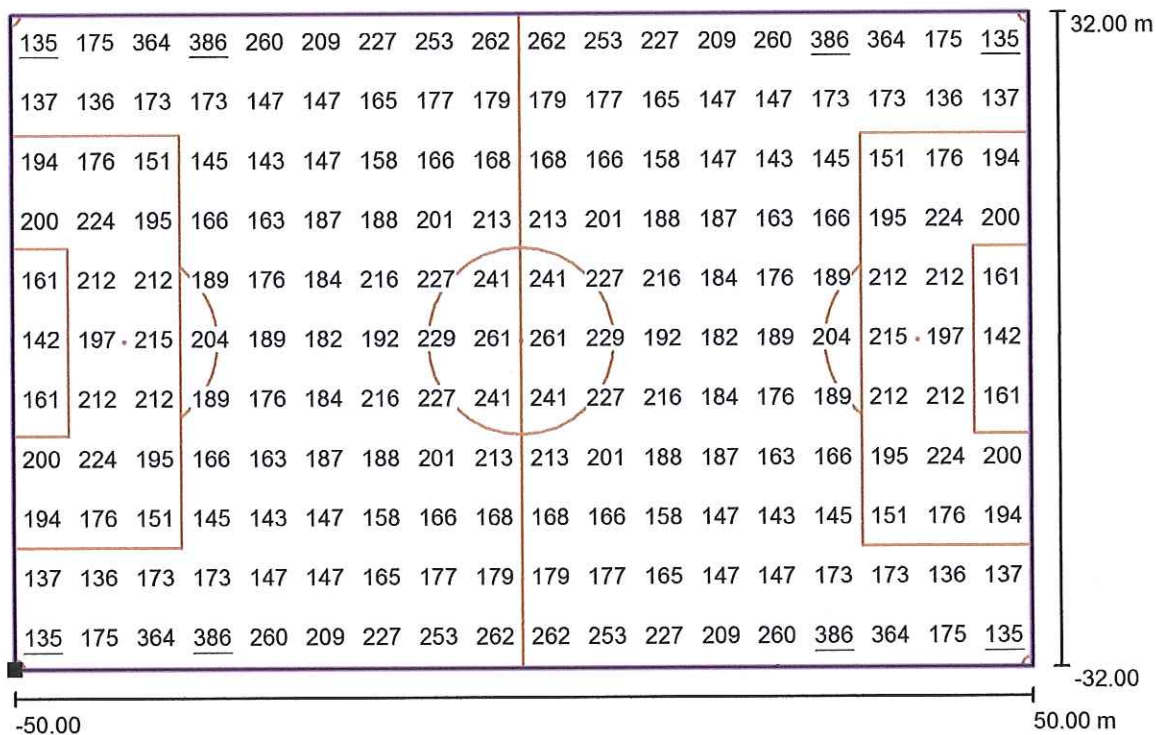 32.00 m
135 175 364 386 260 209 227 253 262 262 253 227 209 260 386 364 175 135
137 136 173 173 147 147 165 177 179 179 177 165 147 147 173 173 136 137
194 176 151 145 143 147 158 166 168 168 166 158 147 143 145 151 176 194
200 224 195 166 163 187 188 201 213 213 201 188 187 163 166 195 224 200
161 212 212 189 176 184 216 227 241 241 227 216 184 176 189 212 212 161
142 197 215 204 189 182 192 229 261 261 229 192 182 189 204 215 197 142
161 212 212 189 176 184 216 227 241 241 227 216 184 176 189 212 212 161
200 224 195 166 163 187 188 201 213 213 201 188 187 163 166 195 224 200
194 176 151 145 143 147 158 166 168 168 166 158 147 143 145 151 176 194
137 136 173 173 147 147 165 177 179 179 177 165 147 147 173 173 136 137
135 175 364 386 260 209 227 253 262 262 253 227 209 260 386 364 175 135
-32.00
-50.00 50.00 m